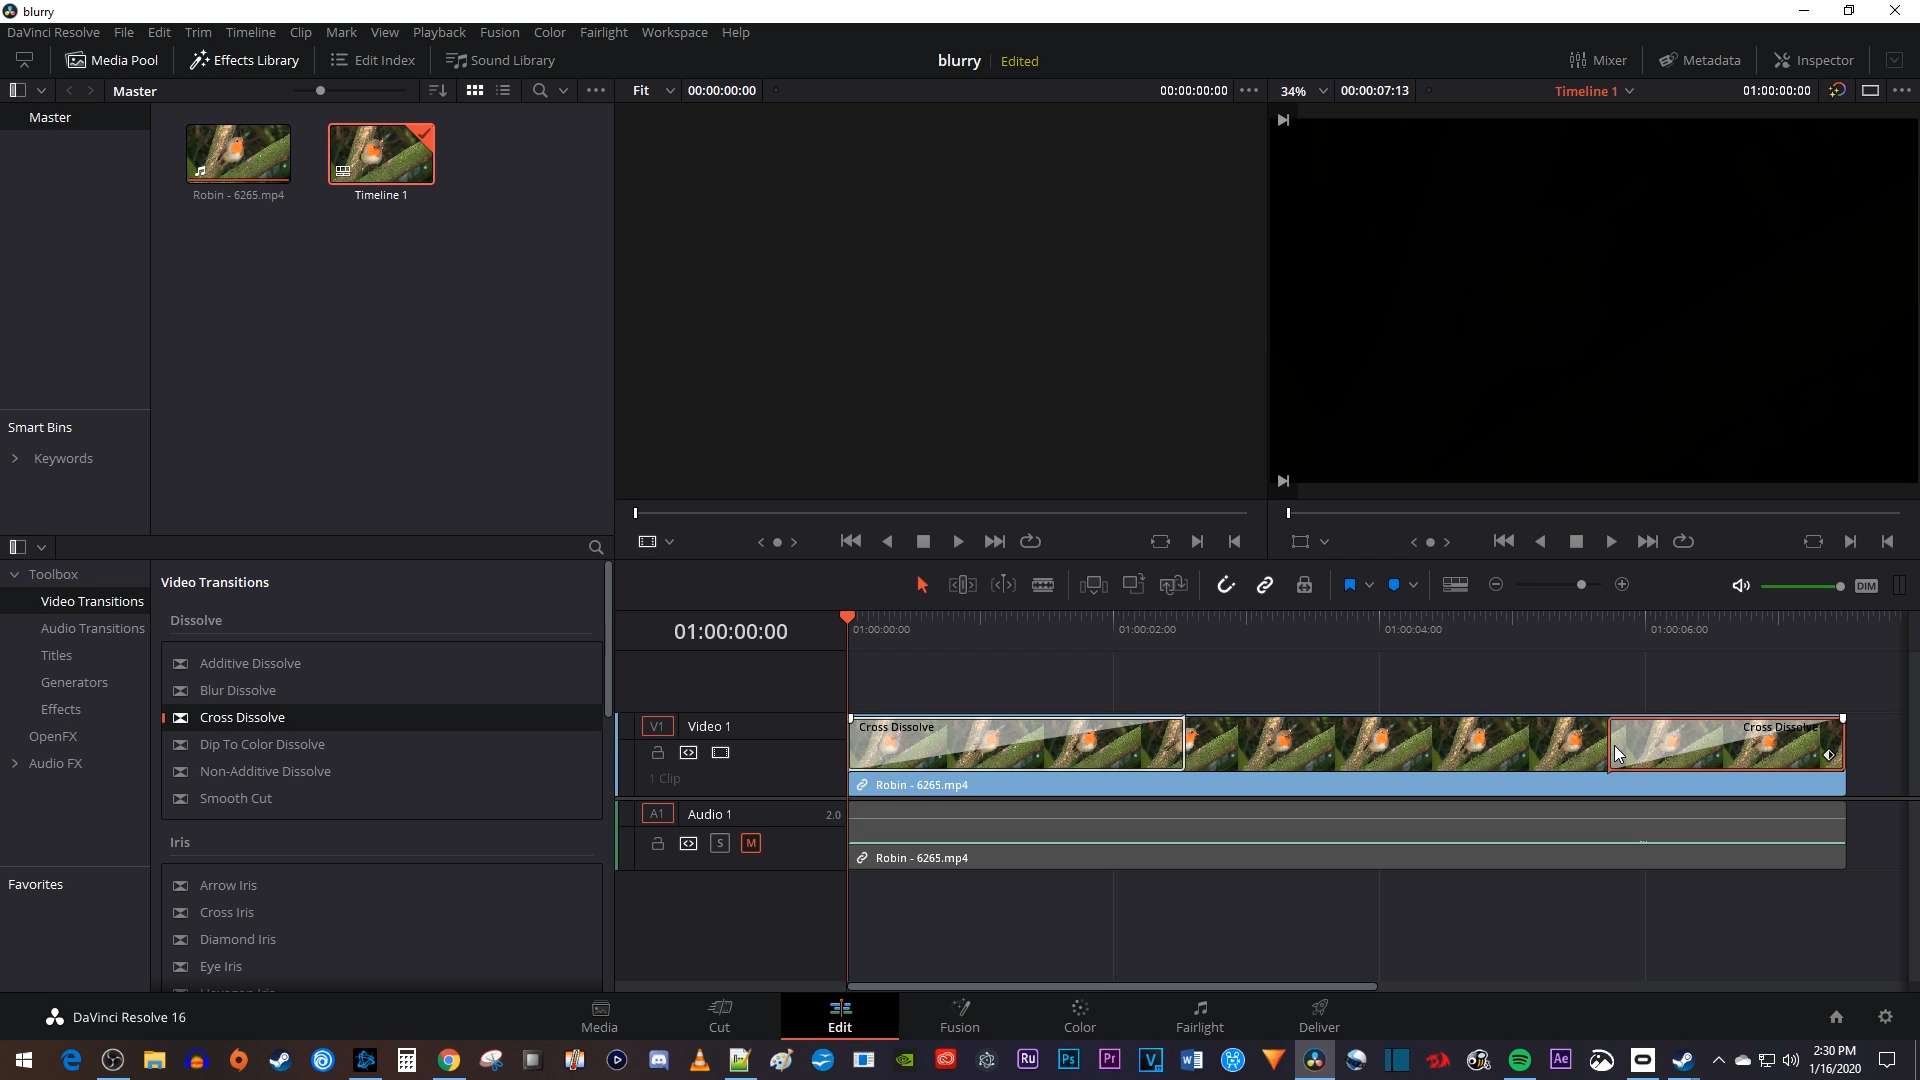 blurry
DaVinci Resolve File Edit Trim Timeline Clip Mark View Playback Fusion Color Fairlight Workspace Help
Media Pool Effects Library Edit Index Sound Library blurry Edited Mixer Metadata Inspector
Master Fit 00:00:00:00 00:00:00:00 34% 00:00:07:13 Timeline 1 01:00:00:00
Master
Robin - 6265.mp4 Timeline 1
Smart Bins
Keywords
Toolbox
Video Transitions
Audio Transitions
Titles
Generators
Effects
OpenFX
Audio FX
Favorites
Video Transitions
Dissolve
Additive Dissolve
Blur Dissolve
Cross Dissolve
Dip To Color Dissolve
Non-Additive Dissolve
Smooth Cut
Iris
Arrow Iris
Cross Iris
Diamond Iris
Eye Iris
DIM
01:00:00:00 01:00:00:00 01:00:02:00 01:00:04:00 01:00:06:00
V1 Video 1 Cross Dissolve Cross Dissolve
1 Clip
Robin - 6265.mp4
A1 Audio 1 2.0
S M
Robin - 6265.mp4
DaVinci Resolve 16 Media Cut Edit Fusion Color Fairlight Deliver
Ru Ps Pr V W Ae
2:30 PM
1/16/2020